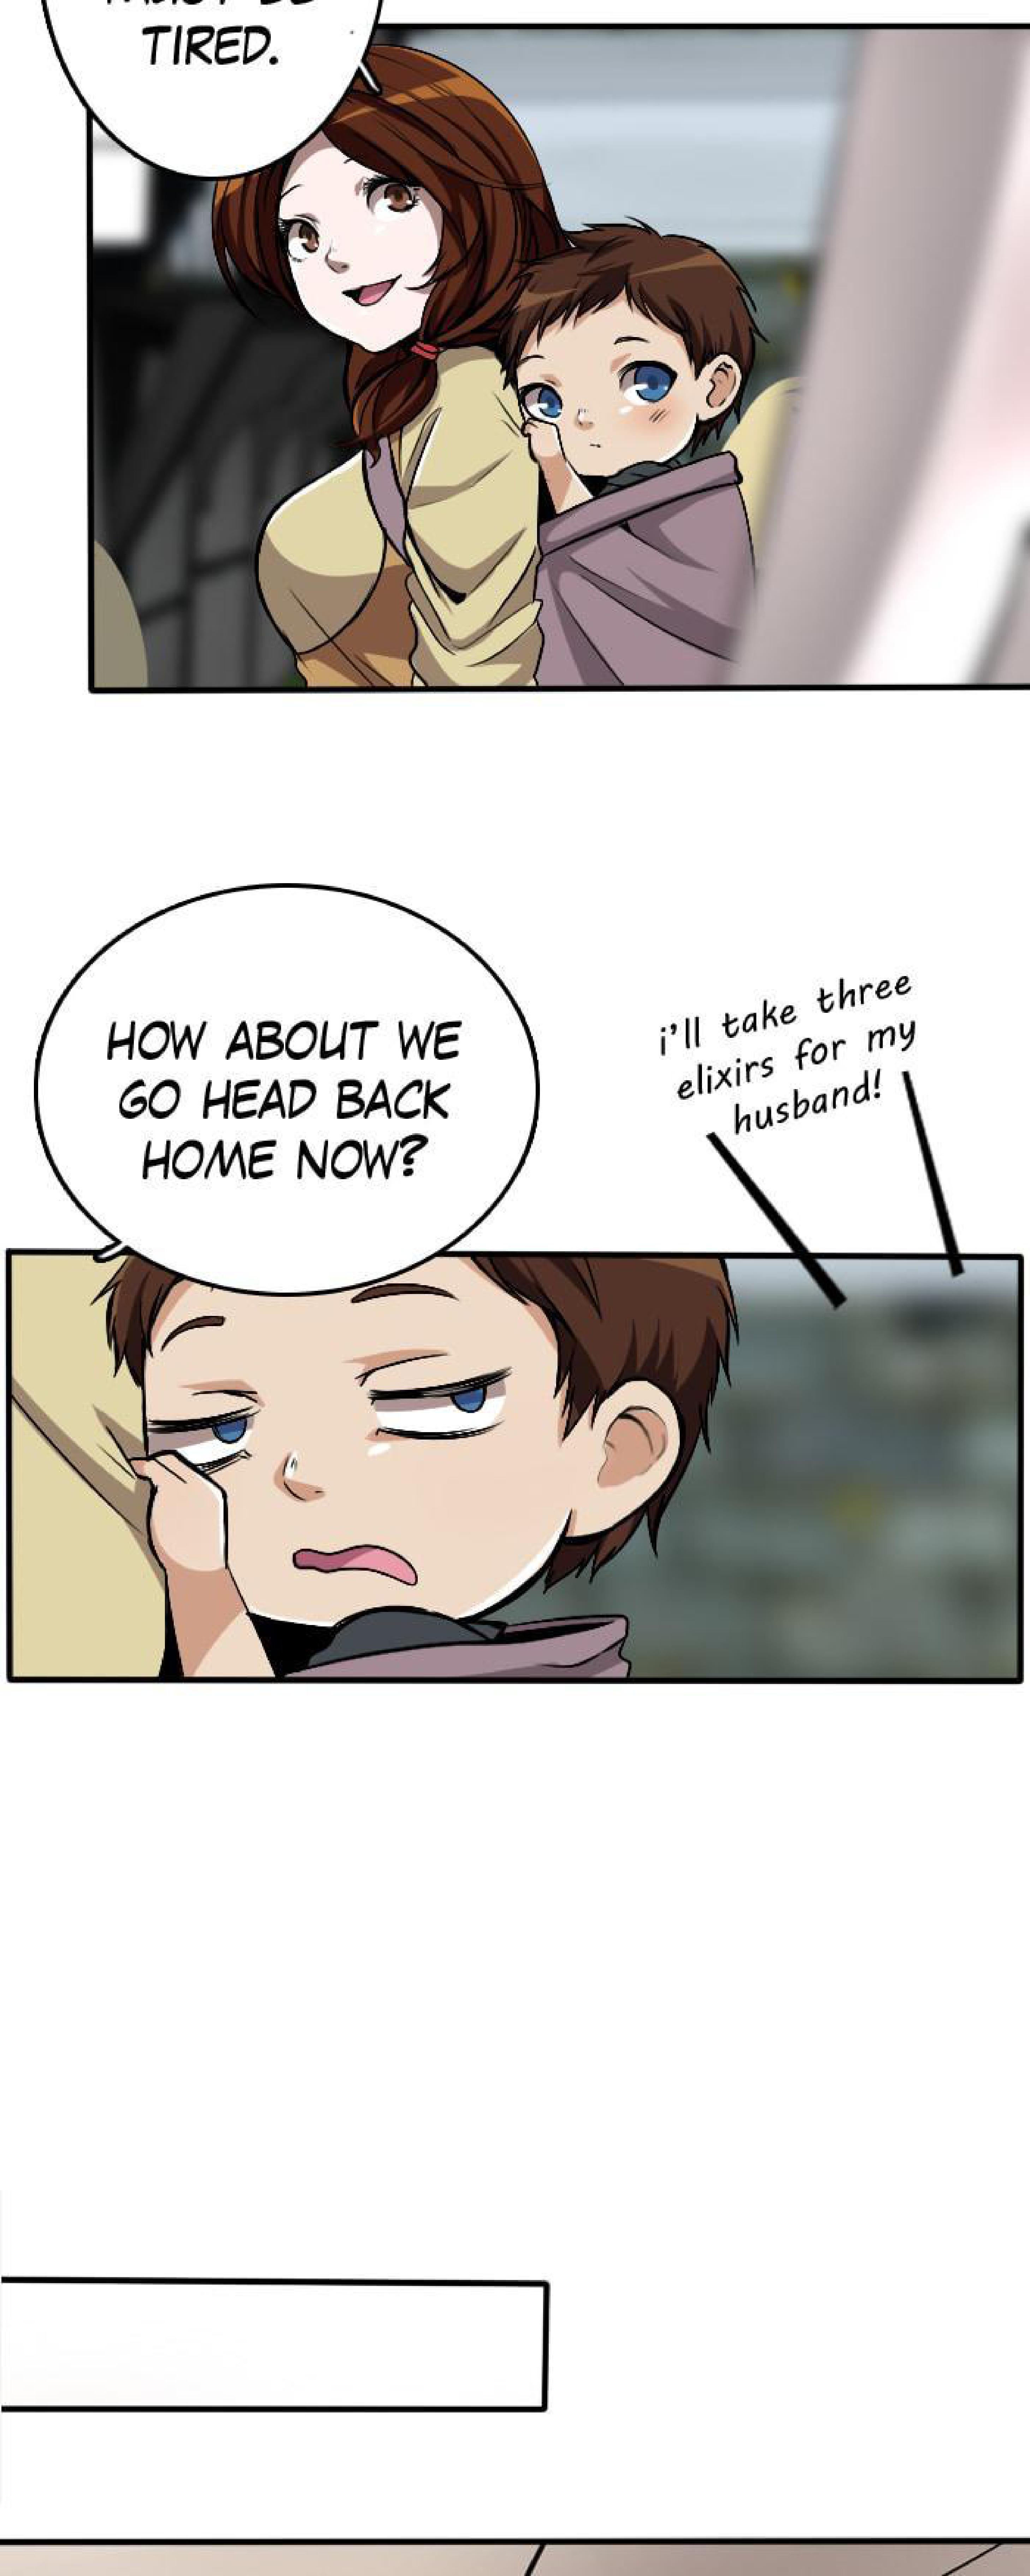 TIRED.
HOW ABOUT WE
GO HEAD BACK
HOME NOW?
i'll take three
elixirs for my
husband!